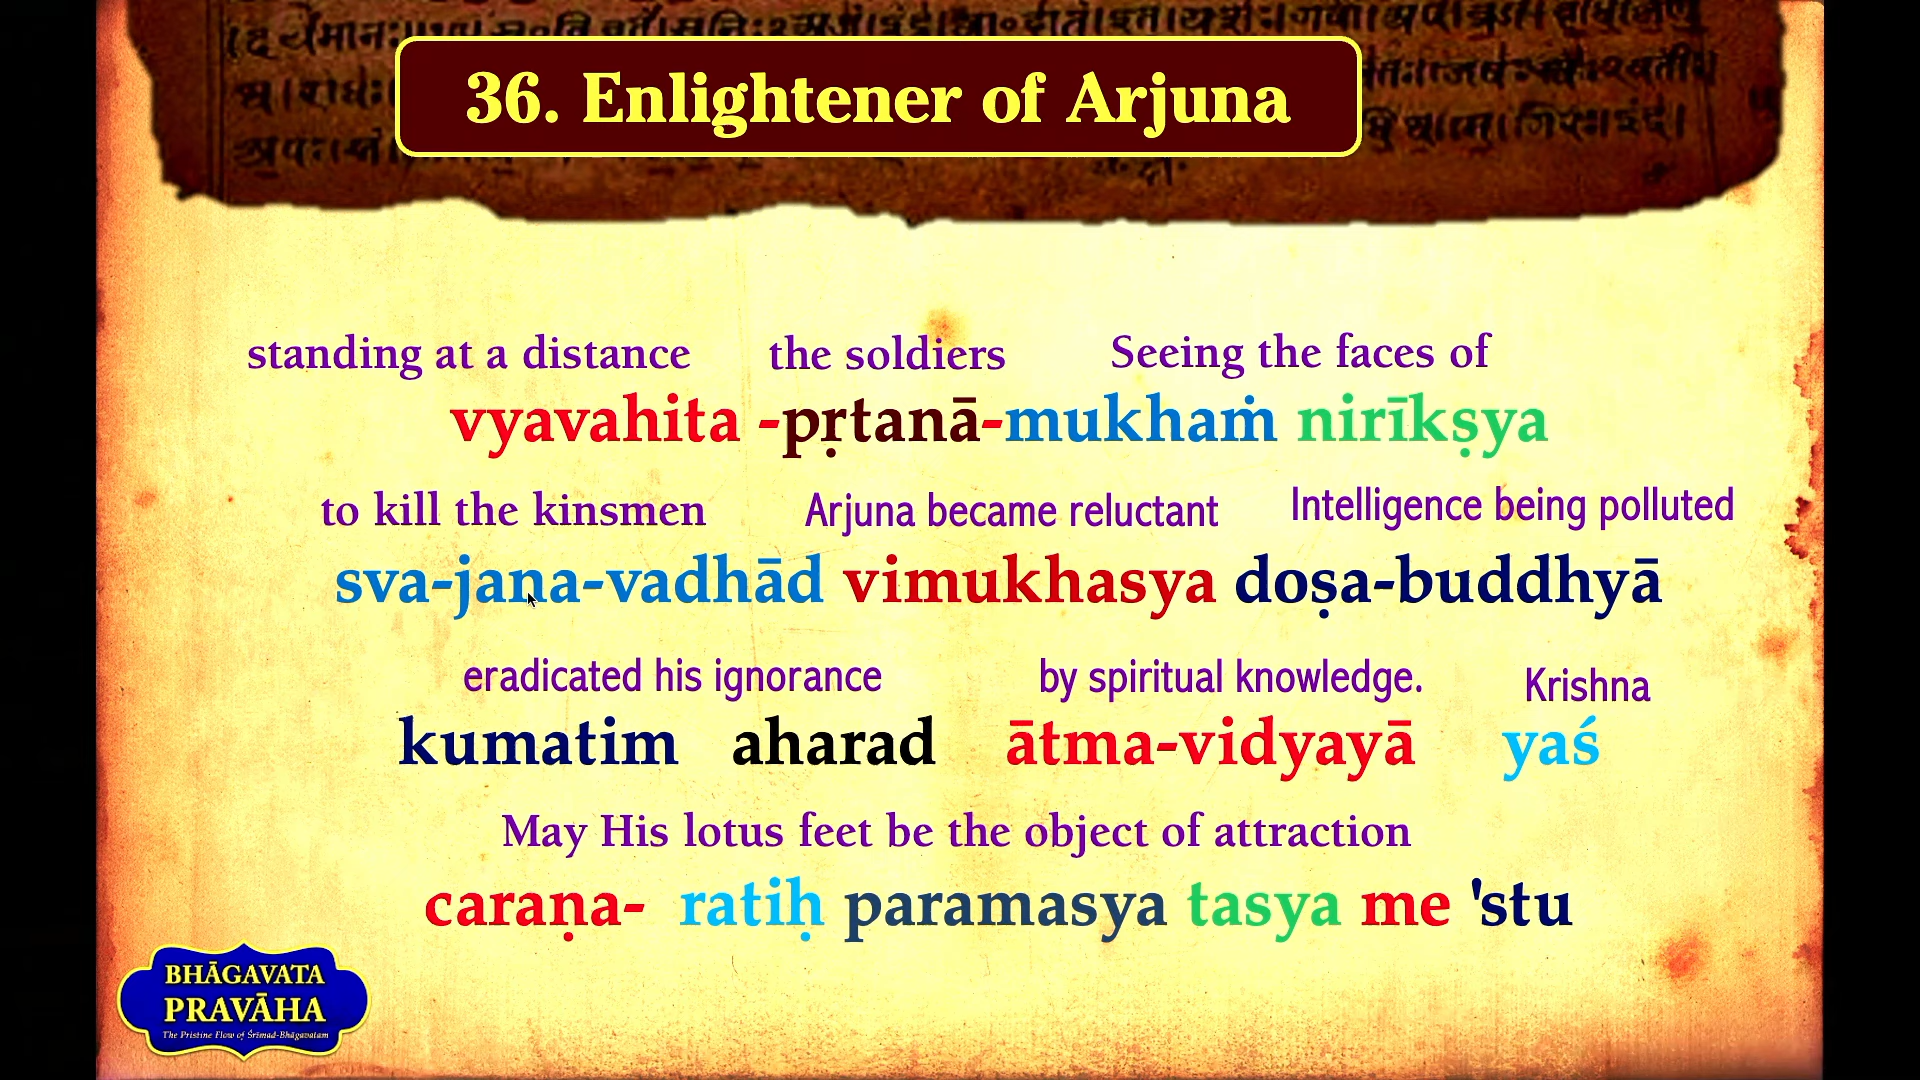 36. Enlightener of Arjuna
standing at a distance the soldiers Seeing the faces of
vyavahita -pṛtanā-mukhaṁ nirīkṣya
to kill the kinsmen Arjuna became reluctant Intelligence being polluted
sva-jana-vadhād vimukhasya doṣa-buddhyā
eradicated his ignorance by spiritual knowledge. Krishna
kumatim aharad ātma-vidyayā yaś
May His lotus feet be the object of attraction
caraṇa- ratiḥ paramasya tasya me 'stu
BHĀGAVATA
PRAVĀHA
The Pristine Flow of Śrīmad-Bhāgavatam